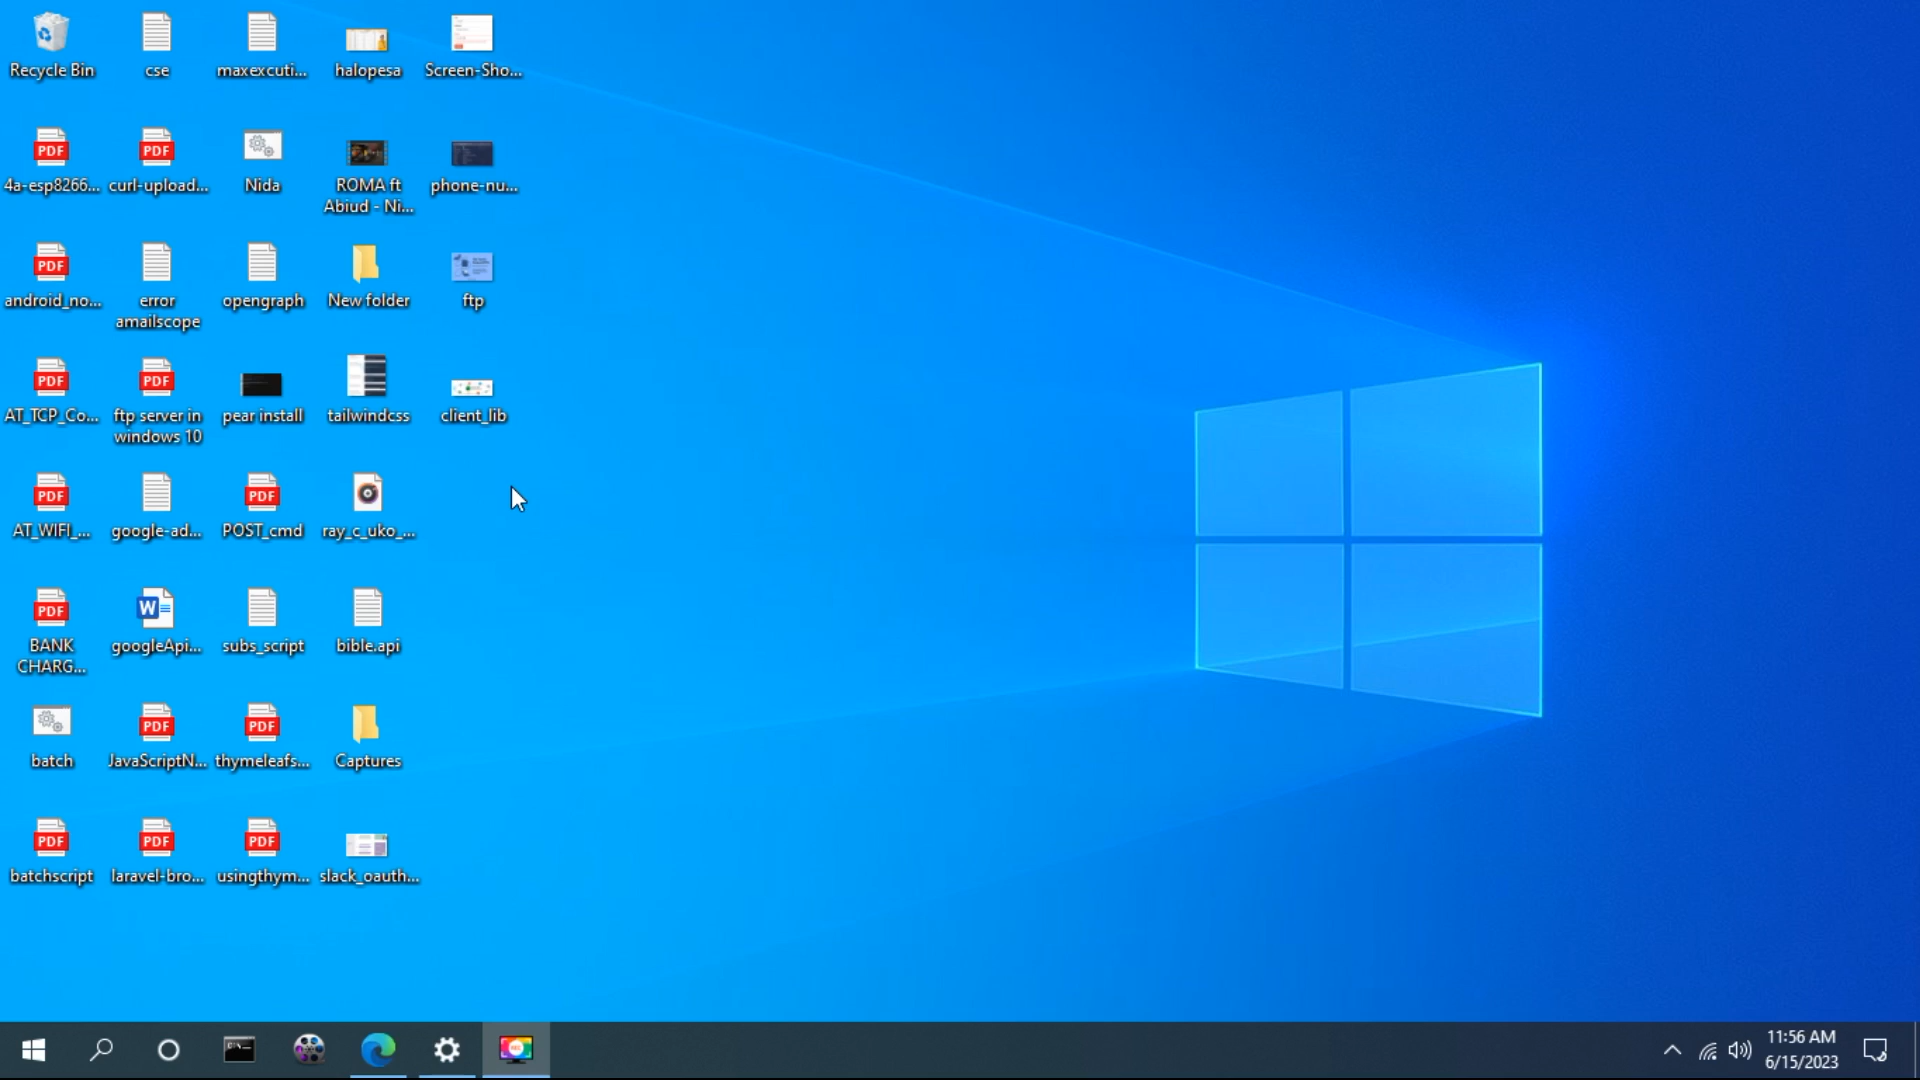 Recycle Bin
cse
maxexcuti...
halopesa
Screen-Sho...
PDF
4a-esp8266...
PDF
curl-upload...
Nida
ROMA ft
Abiud - Ni...
phone-nu...
PDF
android_no...
error
amailscope
opengraph
New folder
ftp
PDF
AT_TCP_Co...
PDF
ftp server in
windows 10
pear install
tailwindcss
client_lib
PDF
AT_WIFI_...
google-ad...
PDF
POST_cmd
ray_c_uko_...
PDF
BANK
CHARG...
W
googleApi...
subs_script
bible.api
batch
PDF
JavaScriptN...
PDF
thymeleafs...
Captures
PDF
batchscript
PDF
laravel-bro...
PDF
usingthym...
slack_oauth...
11:56 AM
6/15/2023